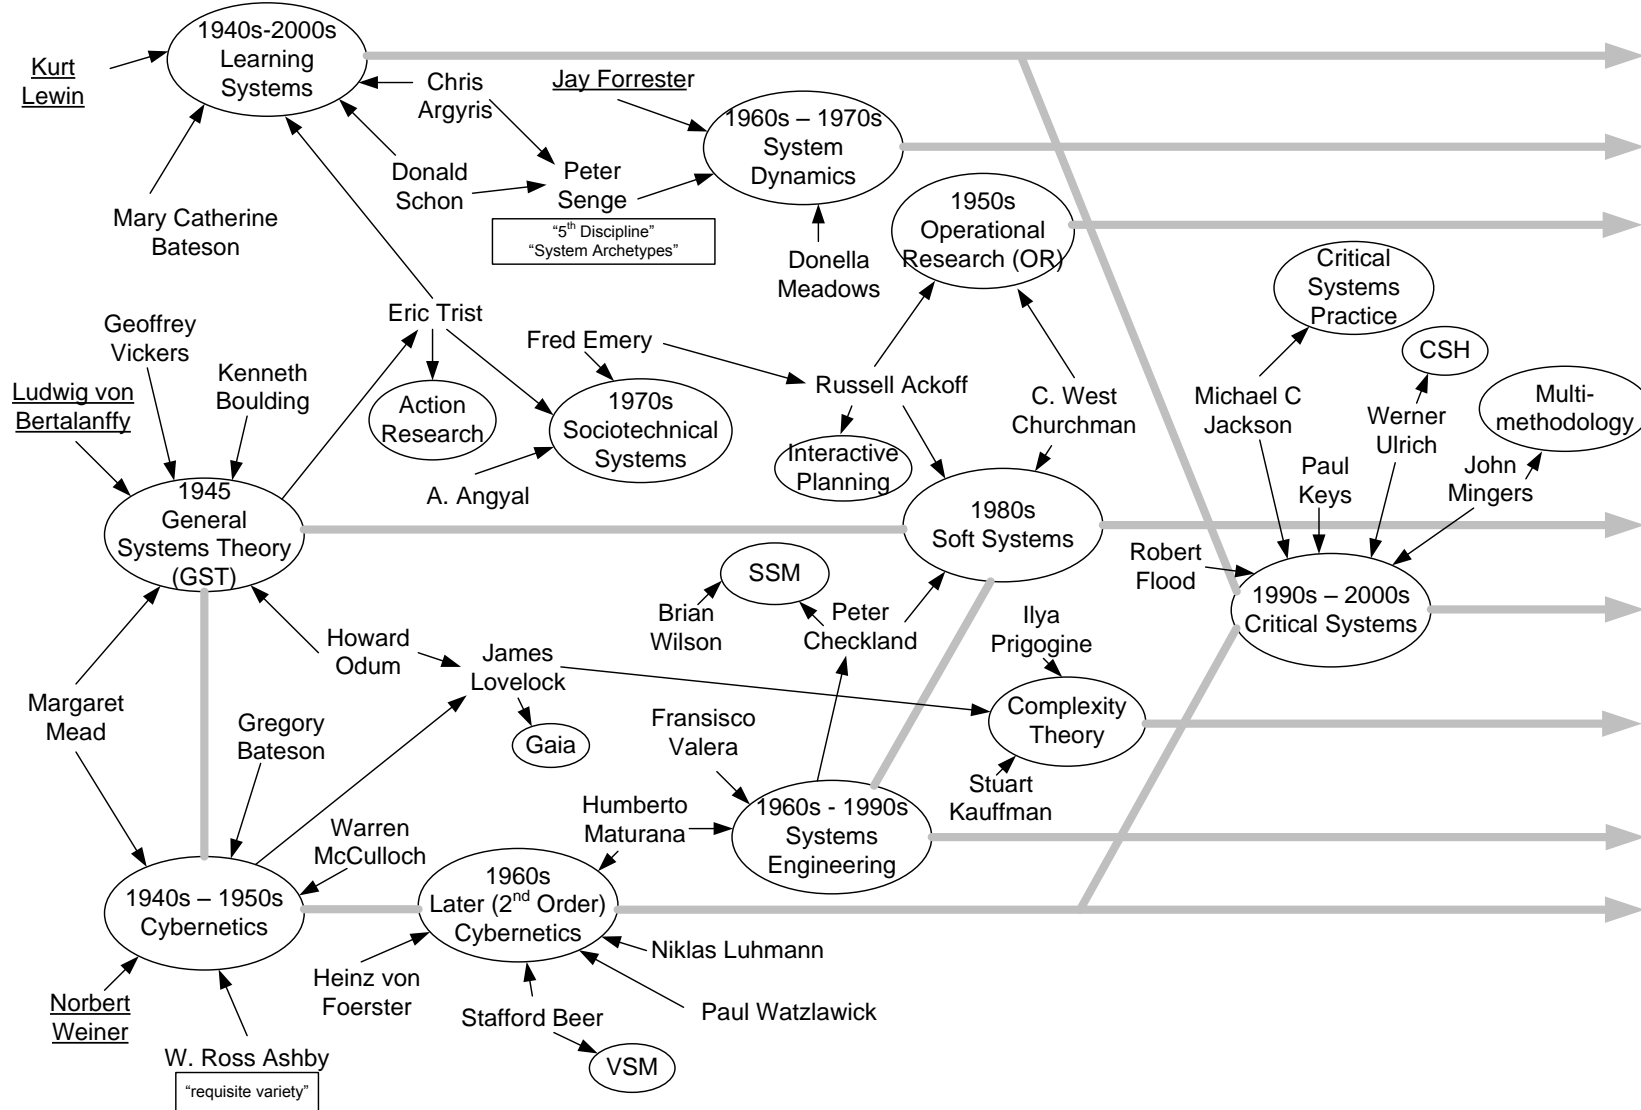 1940s-2000s
Learning
Systems
Kurt
Lewin
Chris
Argyris
Jay Forrester
1960s – 1970s
System
Dynamics
Donald
Schon
Peter
Senge
"5th Discipline"
"System Archetypes"
Mary Catherine
Bateson
1950s
Operational
Research (OR)
Donella
Meadows
Critical
Systems
Practice
Eric Trist
Geoffrey
Vickers
Fred Emery
CSH
Ludwig von
Bertalanffy
Kenneth
Boulding
Action
Research
1970s
Sociotechnical
Systems
Russell Ackoff
C. West
Churchman
Michael C
Jackson
Werner
Ulrich
Multi-
methodology
Interactive
Planning
A. Angyal
Paul
Keys
John
Mingers
1945
General
Systems Theory
(GST)
1980s
Soft Systems
Robert
Flood
SSM
Brian
Wilson
Peter
Checkland
Ilya
Prigogine
1990s – 2000s
Critical Systems
Howard
Odum
James
Lovelock
Margaret
Mead
Gregory
Bateson
Gaia
Fransisco
Valera
Complexity
Theory
Stuart
Kauffman
Humberto
Maturana
1960s - 1990s
Systems
Engineering
Warren
McCulloch
1940s – 1950s
Cybernetics
1960s
Later (2nd Order)
Cybernetics
Niklas Luhmann
Heinz von
Foerster
Norbert
Weiner
Stafford Beer
Paul Watzlawick
W. Ross Ashby
"requisite variety"
VSM